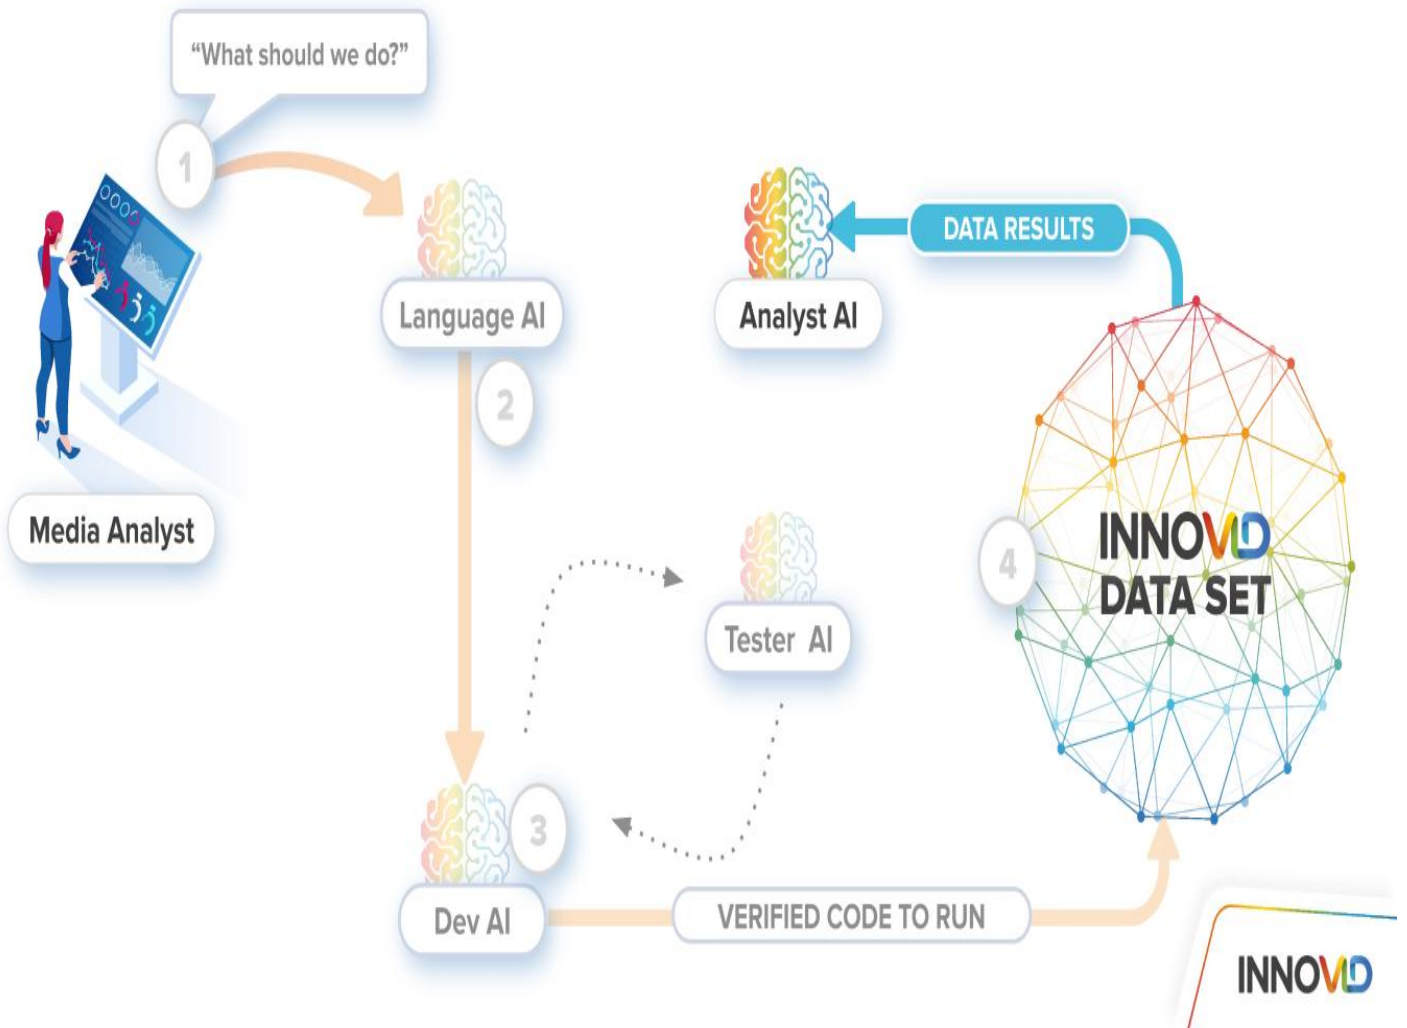 “What should we do?”
1
Language AI
2
Media Analyst
Analyst AI
DATA RESULTS
Tester AI
3
Dev AI
VERIFIED CODE TO RUN
4
INNOVID
DATA SET
INNOVID